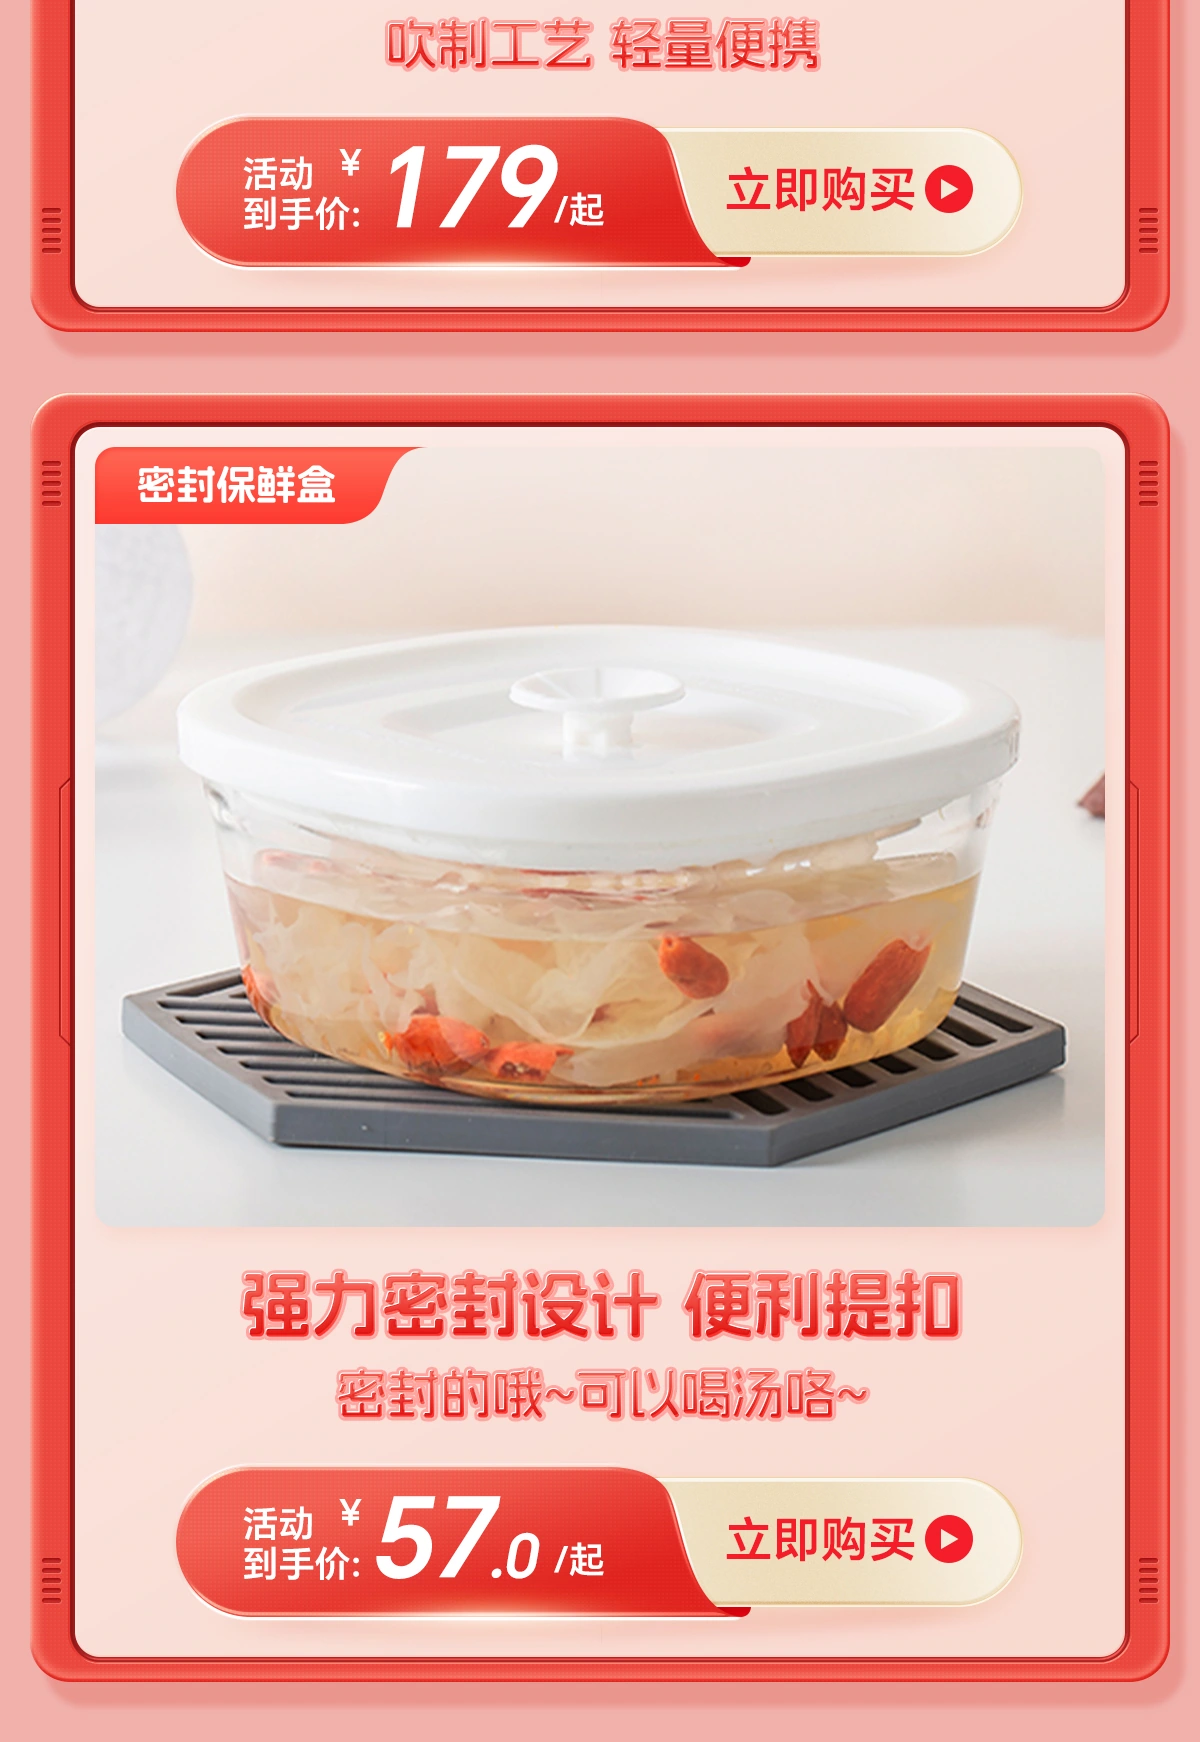 吹制工艺 轻量便携
活动到手价: ¥179/起
立即购买
密封保鲜盒
强力密封设计 便利提扣
密封的哦~可以喝汤咯~
活动到手价: ¥57.0/起
立即购买